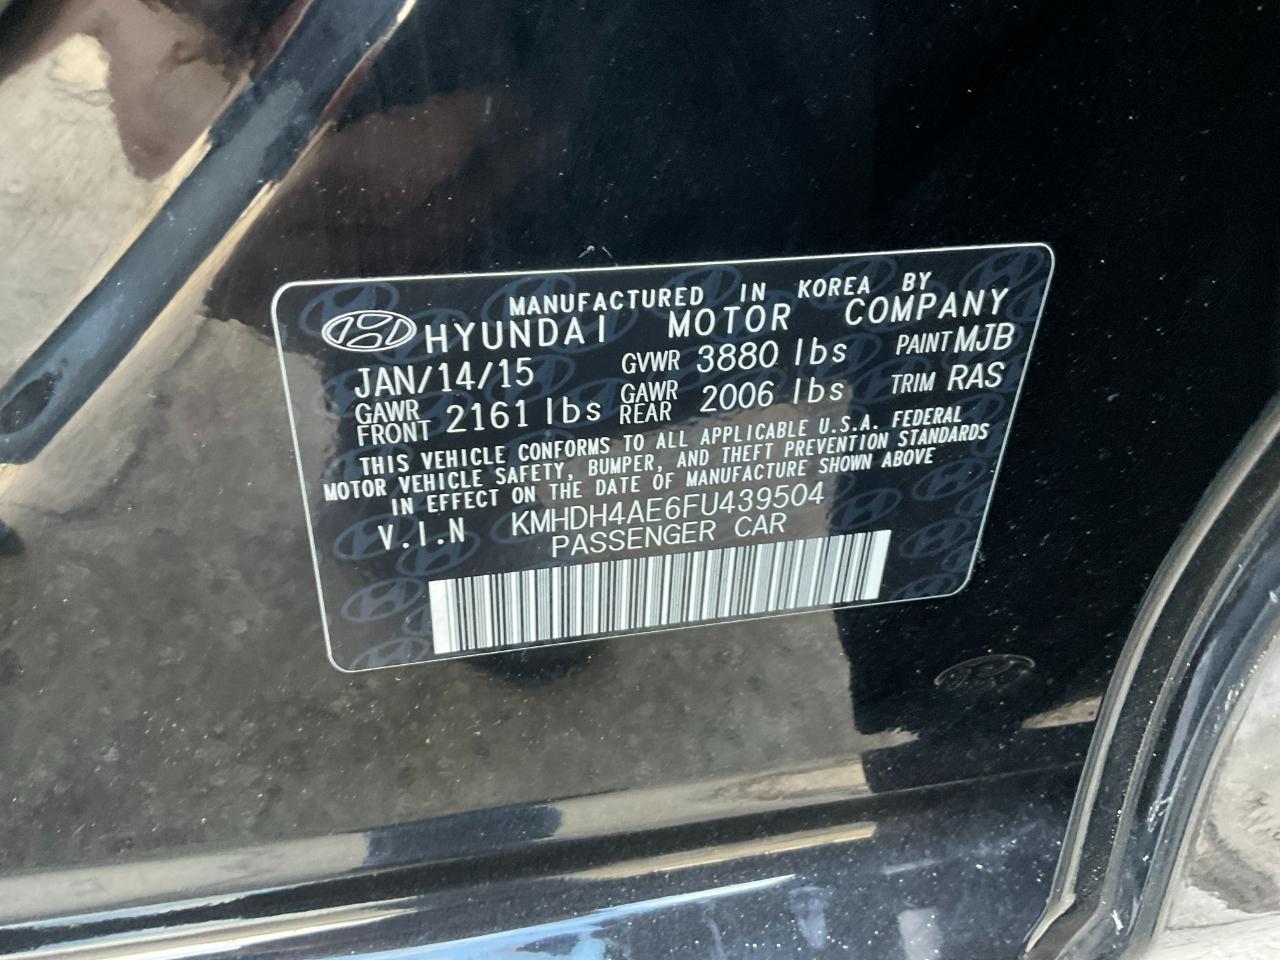 MANUFACTURED IN KOREA BY
HYUNDAI MOTOR COMPANY
JAN/14/15 GVWR 3880 lbs PAINT MJB
GAWR FRONT 2161 lbs GAWR REAR 2006 lbs TRIM RAS
THIS VEHICLE CONFORMS TO ALL APPLICABLE U.S.A. FEDERAL
MOTOR VEHICLE SAFETY, BUMPER, AND THEFT PREVENTION STANDARDS
IN EFFECT ON THE DATE OF MANUFACTURE SHOWN ABOVE
V.I.N KMHDH4AE6FU439504
PASSENGER CAR